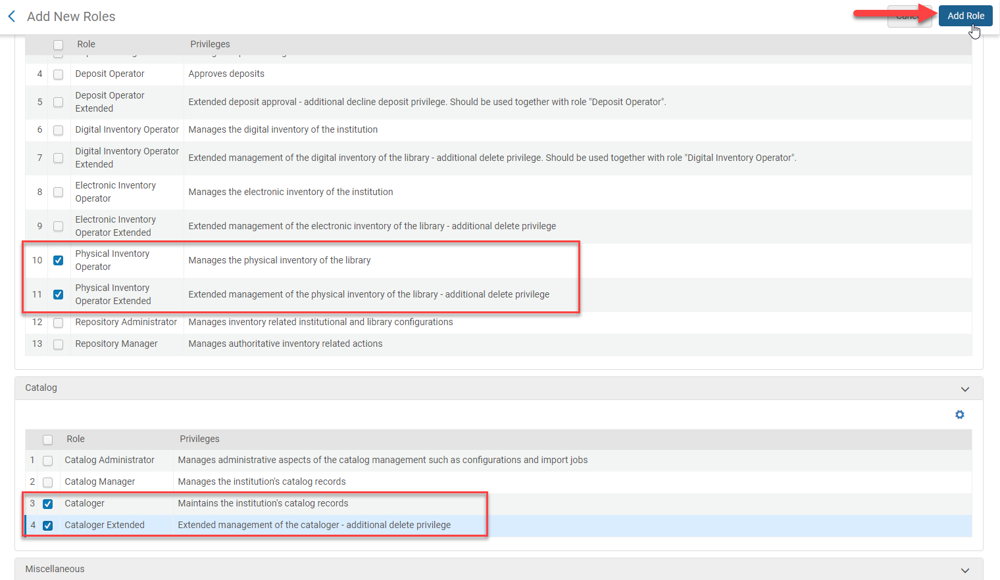 Add New Roles
Cancel
Add Role
Role Privileges
4 Deposit Operator Approves deposits
5 Deposit Operator Extended Extended deposit approval - additional decline deposit privilege. Should be used together with role "Deposit Operator".
6 Digital Inventory Operator Manages the digital inventory of the institution
7 Digital Inventory Operator Extended Extended management of the digital inventory of the library - additional delete privilege. Should be used together with role "Digital Inventory Operator".
8 Electronic Inventory Operator Manages the electronic inventory of the institution
9 Electronic Inventory Operator Extended Extended management of the electronic inventory of the library - additional delete privilege
10 Physical Inventory Operator Manages the physical inventory of the library
11 Physical Inventory Operator Extended Extended management of the physical inventory of the library - additional delete privilege
12 Repository Administrator Manages inventory related institutional and library configurations
13 Repository Manager Manages authoritative inventory related actions
Catalog
Role Privileges
1 Catalog Administrator Manages administrative aspects of the catalog management such as configurations and import jobs
2 Catalog Manager Manages the institution's catalog records
3 Cataloger Maintains the institution's catalog records
4 Cataloger Extended Extended management of the cataloger - additional delete privilege
Miscellaneous